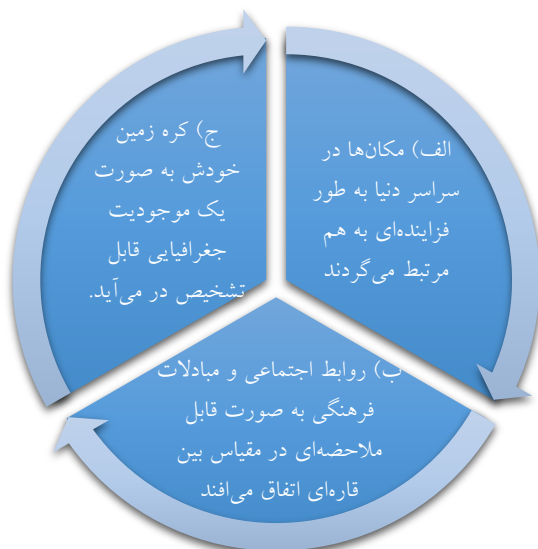 الف) مکان‌ها در
سراسر دنیا به طور
فزاینده‌ای به هم
مرتبط می‌گردند
ب) روابط اجتماعی و مبادلات
فرهنگی به صورت قابل
ملاحضه‌ای در مقیاس بین
قاره‌ای اتفاق می‌افند
ج) کره زمین
خودش به صورت
یک موجودیت
جغرافیایی قابل
تشخیص در می‌آید.